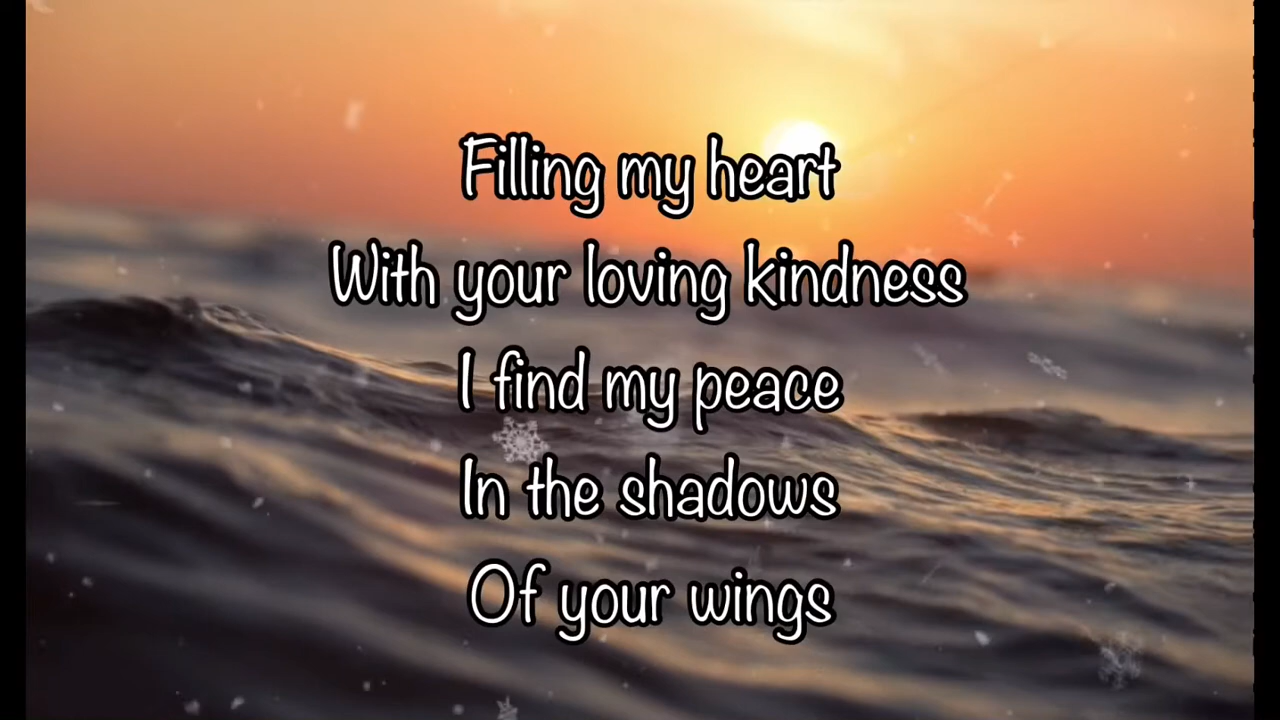 Filling my heart
With your loving kindness
I find my peace
In the shadows
Of your wings